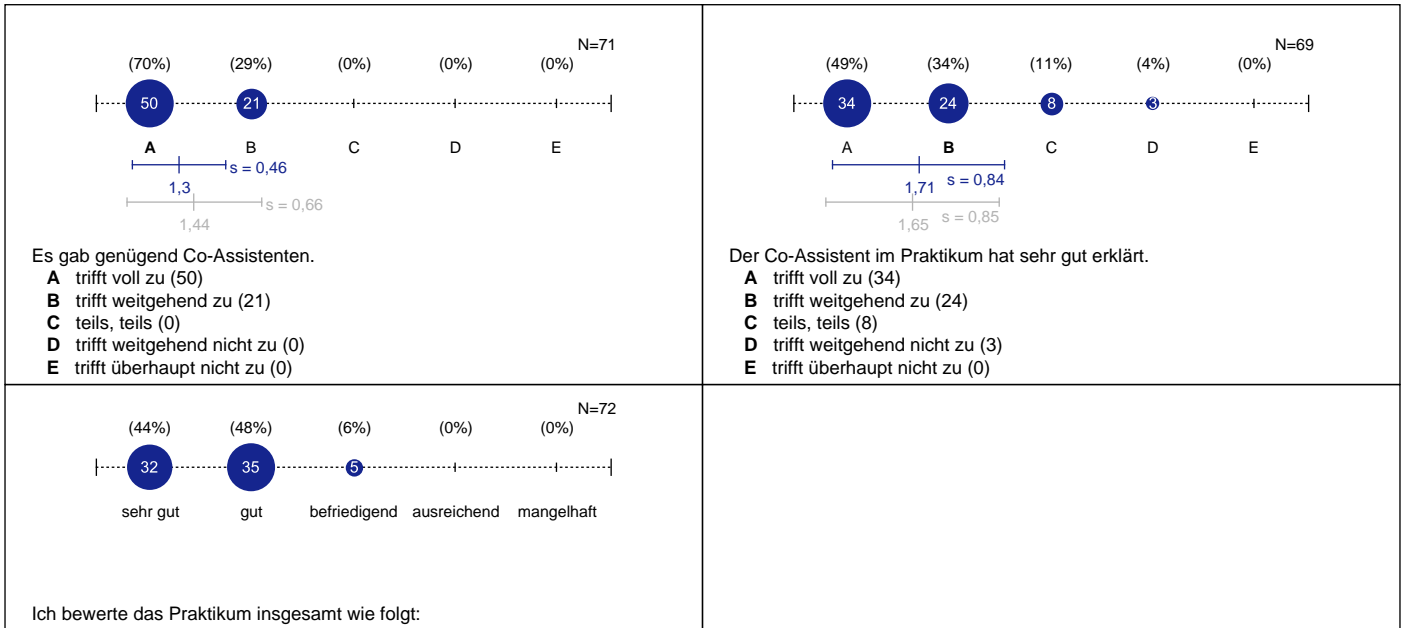 N=71
(70%) (29%) (0%) (0%) (0%)
50 21
A B C D E
s = 0,46
1,3
s = 0,66
1,44
Es gab genügend Co-Assistenten.
A trifft voll zu (50)
B trifft weitgehend zu (21)
C teils, teils (0)
D trifft weitgehend nicht zu (0)
E trifft überhaupt nicht zu (0)
N=69
(49%) (34%) (11%) (4%) (0%)
34 24 8 3
A B C D E
1,71 s = 0,84
1,65 s = 0,85
Der Co-Assistent im Praktikum hat sehr gut erklärt.
A trifft voll zu (34)
B trifft weitgehend zu (24)
C teils, teils (8)
D trifft weitgehend nicht zu (3)
E trifft überhaupt nicht zu (0)
N=72
(44%) (48%) (6%) (0%) (0%)
32 35 5
sehr gut gut befriedigend ausreichend mangelhaft
Ich bewerte das Praktikum insgesamt wie folgt: